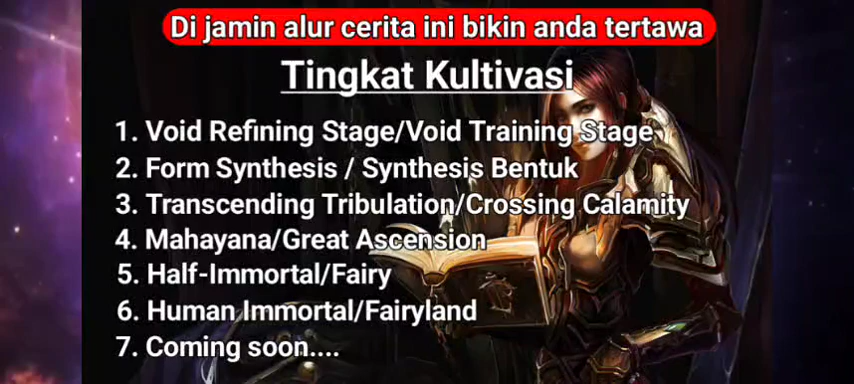 Di jamin alur cerita ini bikin anda tertawa
Tingkat Kultivasi
1. Void Refining Stage/Void Training Stage
2. Form Synthesis / Synthesis Bentuk
3. Transcending Tribulation/Crossing Calamity
4. Mahayana/Great Ascension
5. Half-Immortal/Fairy
6. Human Immortal/Fairyland
7. Coming soon....